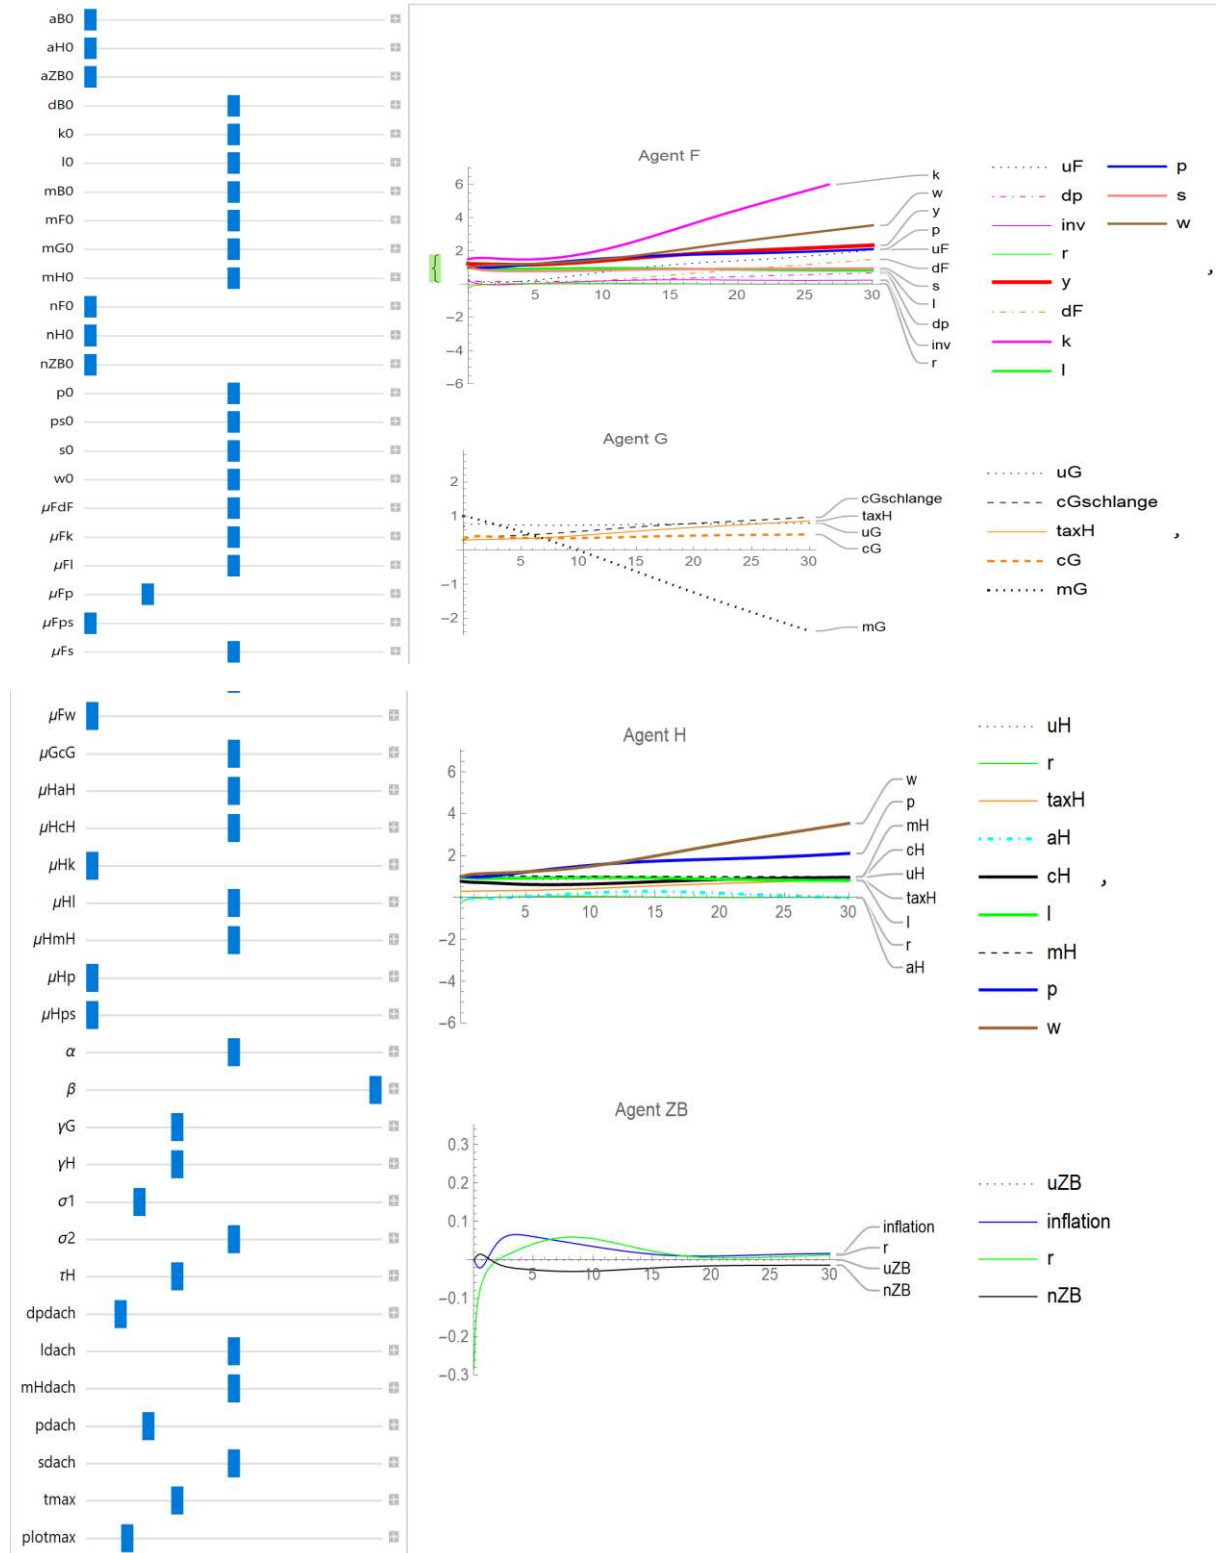 aB0
aH0
aZB0
dB0
k0
l0
mB0
mF0
mG0
mH0
nF0
nH0
nZB0
p0
ps0
s0
w0
μFdF
μFk
μFl
μFp
μFps
μFs
Agent F
6
4
2
−2
−4
−6
5
10
15
20
25
30
k
w
y
p
uF
dF
s
l
dp
inv
r
{
uF
dp
inv
r
y
dF
k
l
p
s
w
,
Agent G
2
1
−1
−2
5
10
15
20
25
30
cGschlange
taxH
uG
cG
mG
uG
cGschlange
taxH
cG
mG
,
μFw
μGcG
μHaH
μHcH
μHk
μHl
μHmH
μHp
μHps
α
β
γG
γH
σ1
σ2
rH
dpdach
ldach
mHdach
pdach
sdach
tmax
plotmax
Agent H
6
4
2
−2
−4
−6
5
10
15
20
25
30
w
p
mH
cH
uH
taxH
l
r
aH
uH
r
taxH
aH
cH
l
mH
p
w
,
Agent ZB
0.3
0.2
0.1
−0.1
−0.2
−0.3
5
10
15
20
25
30
inflation
r
uZB
nZB
uZB
inflation
r
nZB